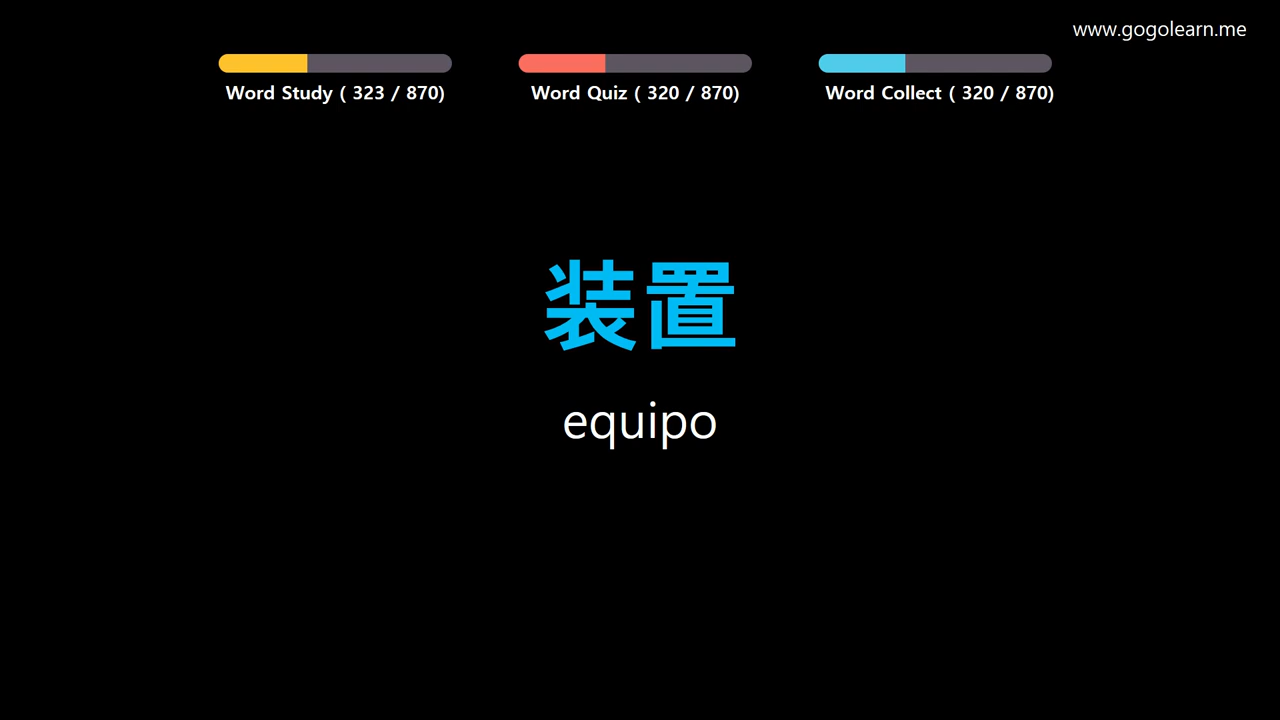 www.gogolearn.me
Word Study ( 323 / 870)
Word Quiz ( 320 / 870)
Word Collect ( 320 / 870)
装置
equipo